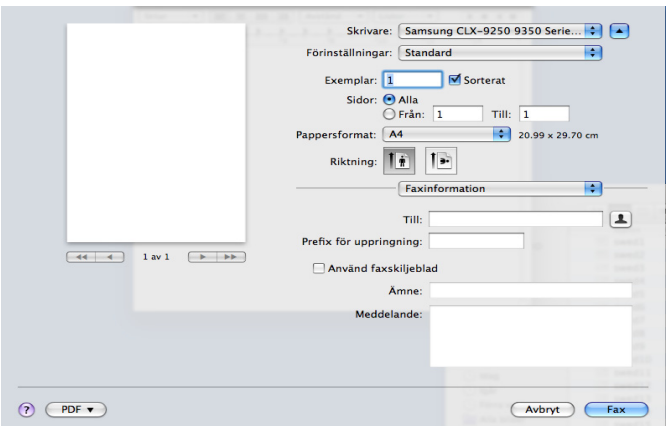 Skrivare: Samsung CLX-9250 9350 Serie...
Förinställningar: Standard
Exemplar: 1 Sorterat
Sidor: Alla
Från: 1 Till: 1
Pappersformat: A4 20.99 x 29.70 cm
Riktning:
Faxinformation
Till:
Prefix för uppringning:
1 av 1
Använd faxskiljeblad
Ämne:
Meddelande:
? PDF Avbryt Fax